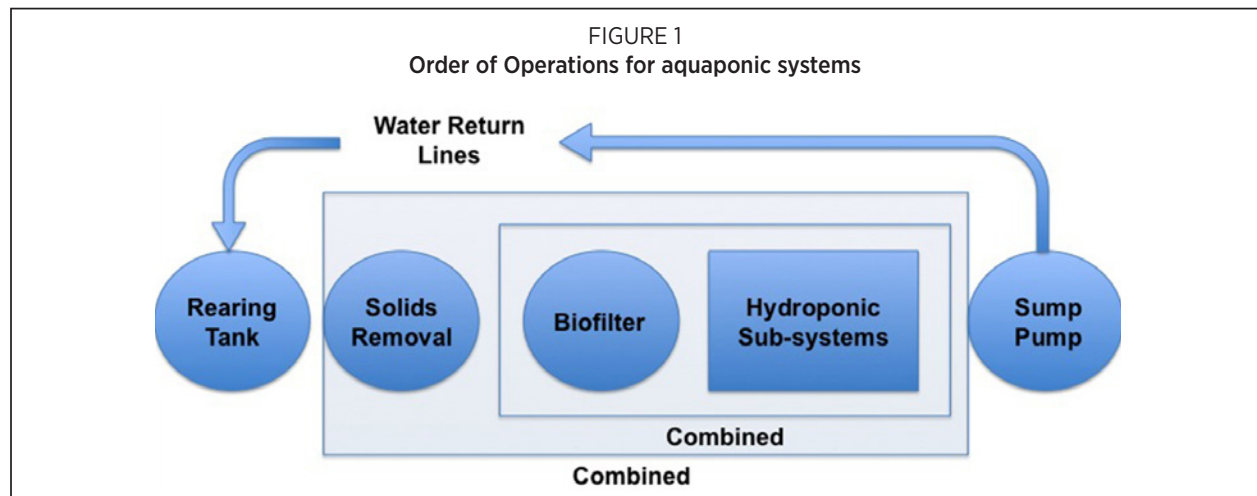 FIGURE 1
Order of Operations for aquaponic systems
Water Return
Lines
Rearing
Tank
Solids
Removal
Biofilter
Hydroponic
Sub-systems
Sump
Pump
Combined
Combined